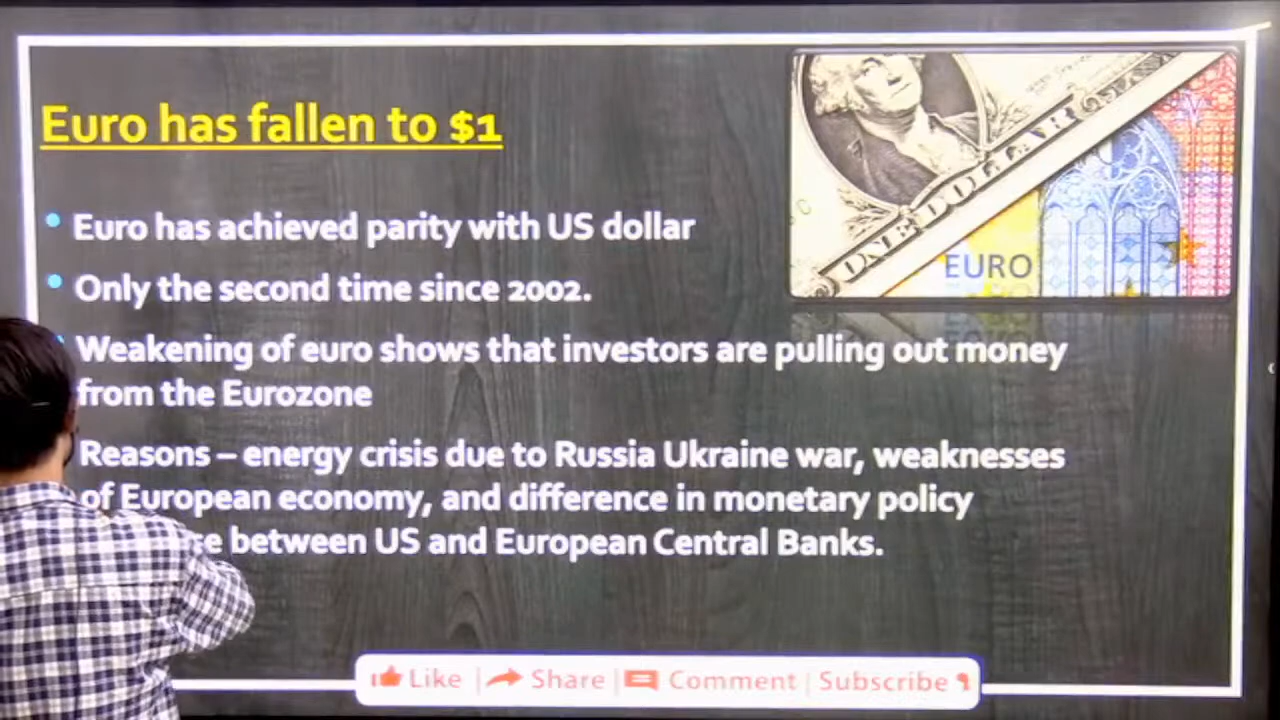 Euro has fallen to $1
Euro has achieved parity with US dollar
Only the second time since 2002.
Weakening of euro shows that investors are pulling out money
from the Eurozone
Reasons – energy crisis due to Russia Ukraine war, weaknesses
of European economy, and difference in monetary policy
between US and European Central Banks.
ONE DOLLAR
EURO
Like | Share | Comment | Subscribe